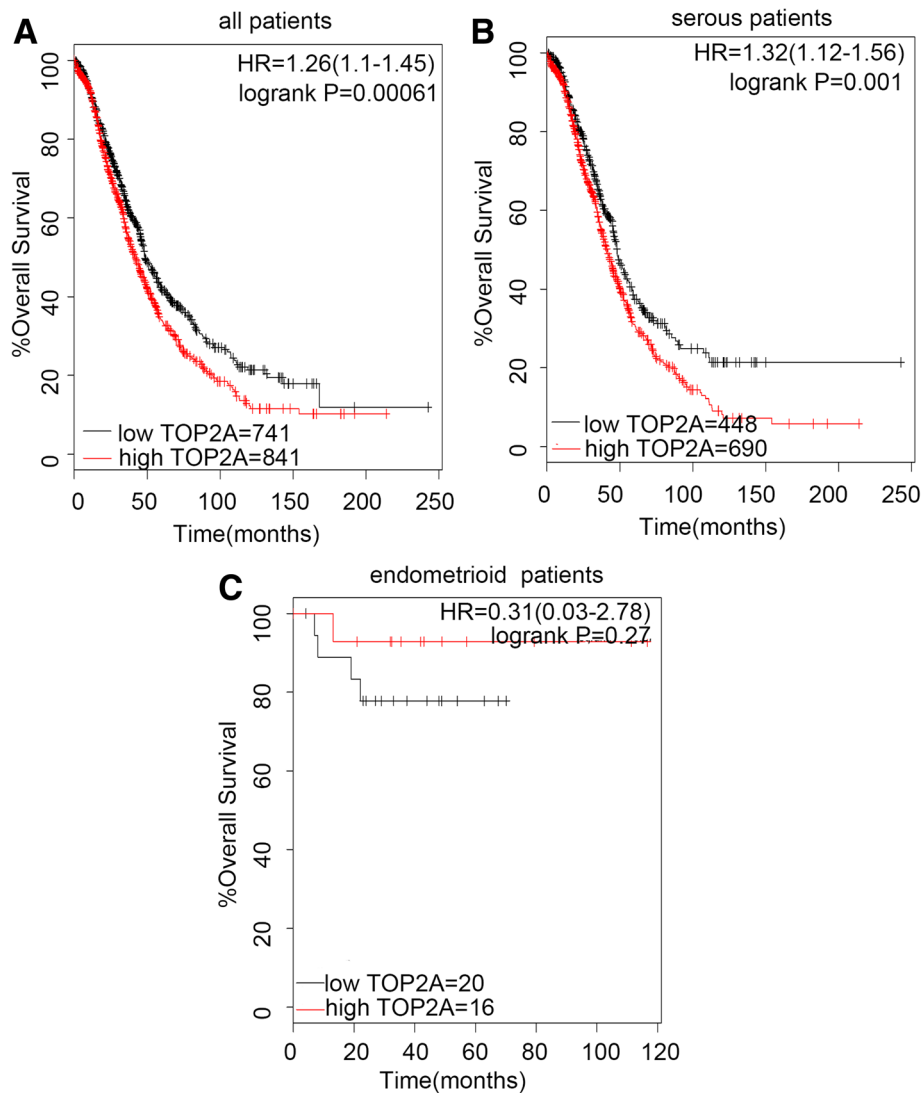 A
all patients
HR=1.26(1.1-1.45)
logrank P=0.00061
%Overall Survival
100
80
60
40
20
0
low TOP2A=741
high TOP2A=841
0 50 100 150 200 250
Time(months)
B
serous patients
HR=1.32(1.12-1.56)
logrank P=0.001
%Overall Survival
100
80
60
40
20
0
low TOP2A=448
high TOP2A=690
0 50 100 150 200 250
Time(months)
C
endometrioid patients
HR=0.31(0.03-2.78)
logrank P=0.27
%Overall Survival
100
80
60
40
20
0
low TOP2A=20
high TOP2A=16
0 20 40 60 80 100 120
Time(months)